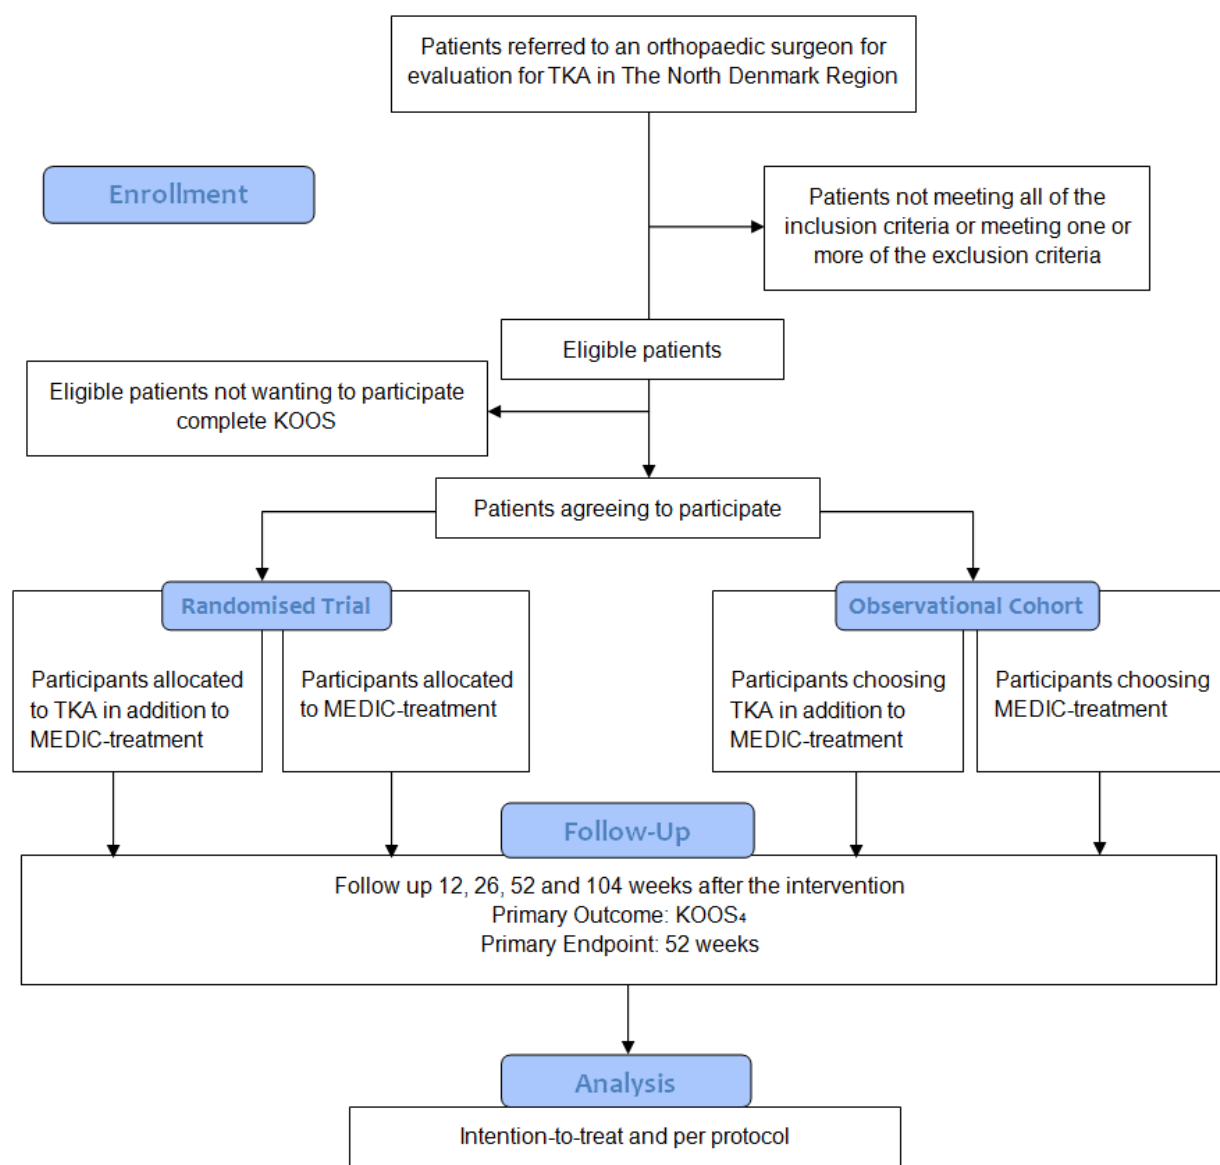 Patients referred to an orthopaedic surgeon for
evaluation for TKA in The North Denmark Region
Enrollment
Patients not meeting all of the
inclusion criteria or meeting one or
more of the exclusion criteria
Eligible patients
Eligible patients not wanting to participate
complete KOOS
Patients agreeing to participate
Randomised Trial
Participants allocated
to TKA in addition to
MEDIC-treatment
Participants allocated
to MEDIC-treatment
Observational Cohort
Participants choosing
TKA in addition to
MEDIC-treatment
Participants choosing
MEDIC-treatment
Follow-Up
Follow up 12, 26, 52 and 104 weeks after the intervention
Primary Outcome: KOOS₄
Primary Endpoint: 52 weeks
Analysis
Intention-to-treat and per protocol